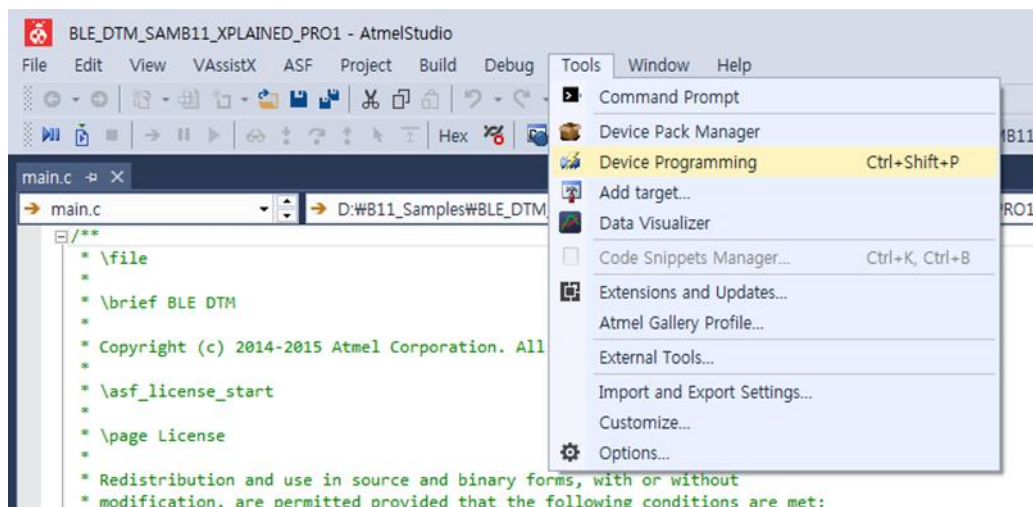 BLE_DTM_SAMB11_XPLAINED_PRO1 - AtmelStudio
File Edit View VAssistX ASF Project Build Debug Tools Window Help
Hex
Command Prompt
Device Pack Manager
Device Programming Ctrl+Shift+P
Add target...
Data Visualizer
Code Snippets Manager... Ctrl+K, Ctrl+B
Extensions and Updates...
Atmel Gallery Profile...
External Tools...
Import and Export Settings...
Customize...
Options...
MB11
main.c
main.c D:₩B11_Samples₩BLE_DTM_ PRO1
/**
* \file
*
* \brief BLE DTM
*
* Copyright (c) 2014-2015 Atmel Corporation. All
*
* \asf_license_start
*
* \page License
*
* Redistribution and use in source and binary forms, with or without
* modification, are permitted provided that the following conditions are met: